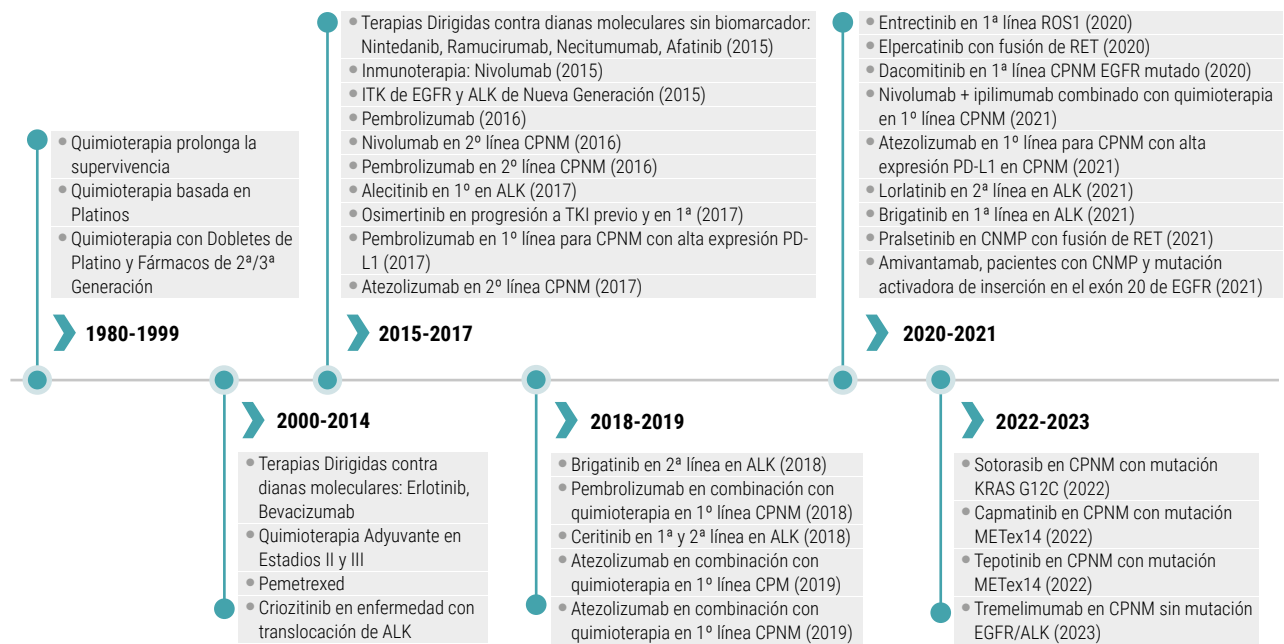 Quimioterapia prolonga la
supervivencia
Quimioterapia basada en
Platinos
Quimioterapia con Dobletes de
Platino y Fármacos de 2ª/3ª
Generación
1980-1999
Terapias Dirigidas contra
dianas moleculares: Erlotinib,
Bevacizumab
Quimioterapia Adyuvante en
Estadios II y III
Pemetrexed
Criozitinib en enfermedad con
translocación de ALK
2000-2014
Terapias Dirigidas contra dianas moleculares sin biomarcador:
Nintedanib, Ramucirumab, Necitumumab, Afatinib (2015)
Inmunoterapia: Nivolumab (2015)
ITK de EGFR y ALK de Nueva Generación (2015)
Pembrolizumab (2016)
Nivolumab en 2º línea CPNM (2016)
Pembrolizumab en 2º línea CPNM (2016)
Alecitinib en 1º en ALK (2017)
Osimertinib en progresión a TKI previo y en 1ª (2017)
Pembrolizumab en 1º línea para CPNM con alta expresión PD-
L1 (2017)
Atezolizumab en 2º línea CPNM (2017)
2015-2017
2018-2019
Brigatinib en 2ª línea en ALK (2018)
Pembrolizumab en combinación con
quimioterapia en 1º línea CPNM (2018)
Ceritinib en 1ª y 2ª línea en ALK (2018)
Atezolizumab en combinación con
quimioterapia en 1º línea CPM (2019)
Atezolizumab en combinación con
quimioterapia en 1º línea CPNM (2019)
Entrectinib en 1ª línea ROS1 (2020)
Elpercatinib con fusión de RET (2020)
Dacomitinib en 1ª línea CPNM EGFR mutado (2020)
Nivolumab + ipilimumab combinado con quimioterapia
en 1º línea CPNM (2021)
Atezolizumab en 1º línea para CPNM con alta
expresión PD-L1 en CPNM (2021)
Lorlatinib en 2ª línea en ALK (2021)
Brigatinib en 1ª línea en ALK (2021)
Pralsetinib en CNMP con fusión de RET (2021)
Amivantamab, pacientes con CNMP y mutación
activadora de inserción en el exón 20 de EGFR (2021)
2020-2021
2022-2023
Sotorasib en CPNM con mutación
KRAS G12C (2022)
Capmatinib en CPNM con mutación
METex14 (2022)
Tepotinib en CPNM con mutación
METex14 (2022)
Tremelimumab en CPNM sin mutación
EGFR/ALK (2023)